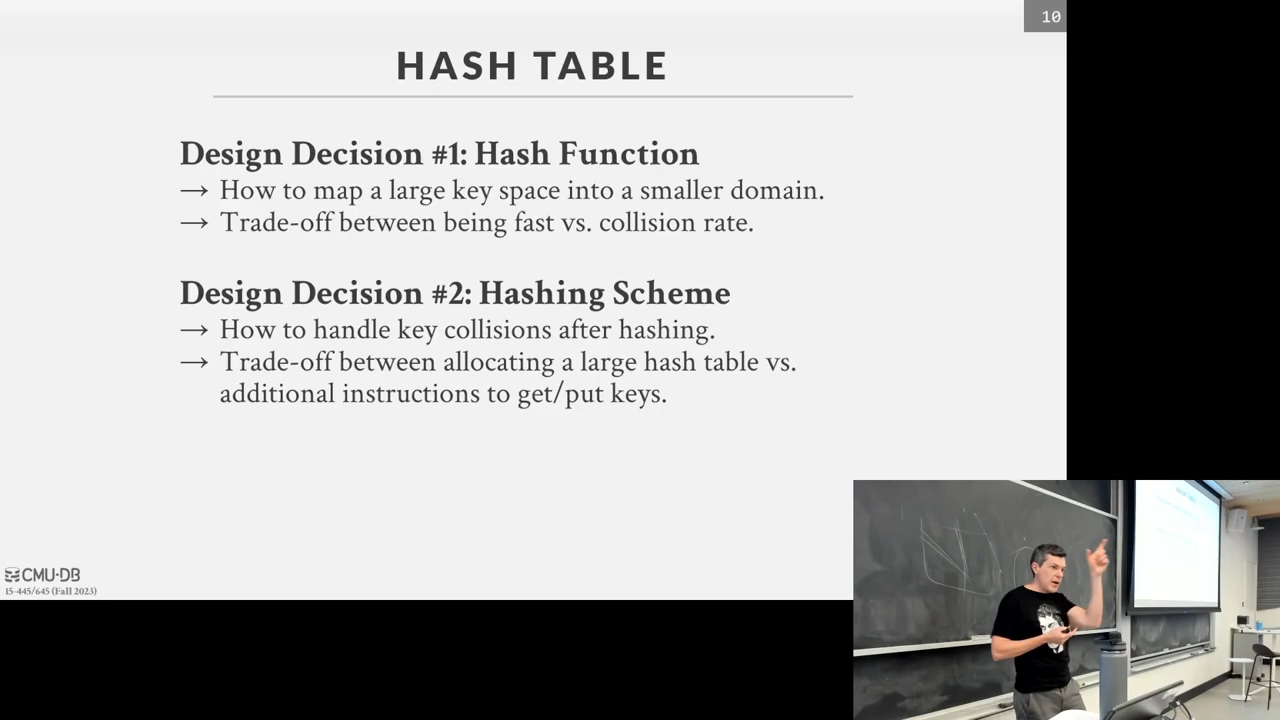 10
HASH TABLE
Design Decision #1: Hash Function
→ How to map a large key space into a smaller domain.
→ Trade-off between being fast vs. collision rate.
Design Decision #2: Hashing Scheme
→ How to handle key collisions after hashing.
→ Trade-off between allocating a large hash table vs.
additional instructions to get/put keys.
CMU·DB
15-445/645 (Fall 2023)